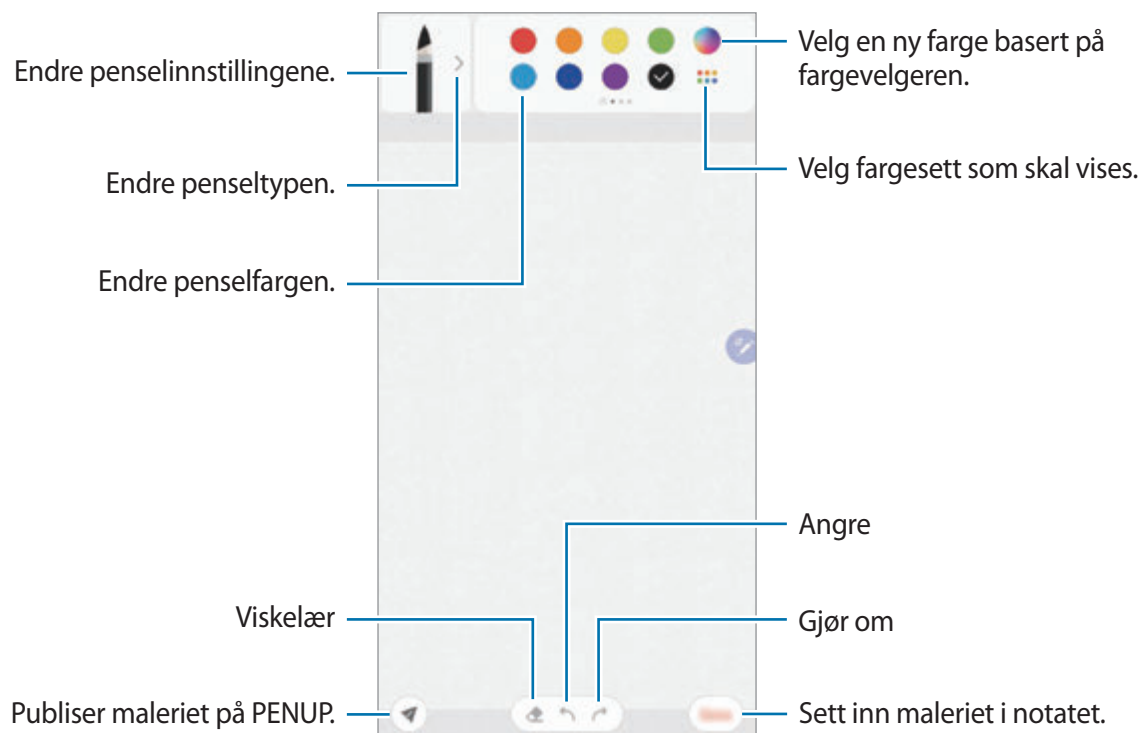 Endre penselinnstillingene.
Endre penseltypen.
Endre penselfargen.
Viskelær
Publiser maleriet på PENUP.
Velg en ny farge basert på
fargevelgeren.
Velg fargesett som skal vises.
Angre
Gjør om
Sett inn maleriet i notatet.